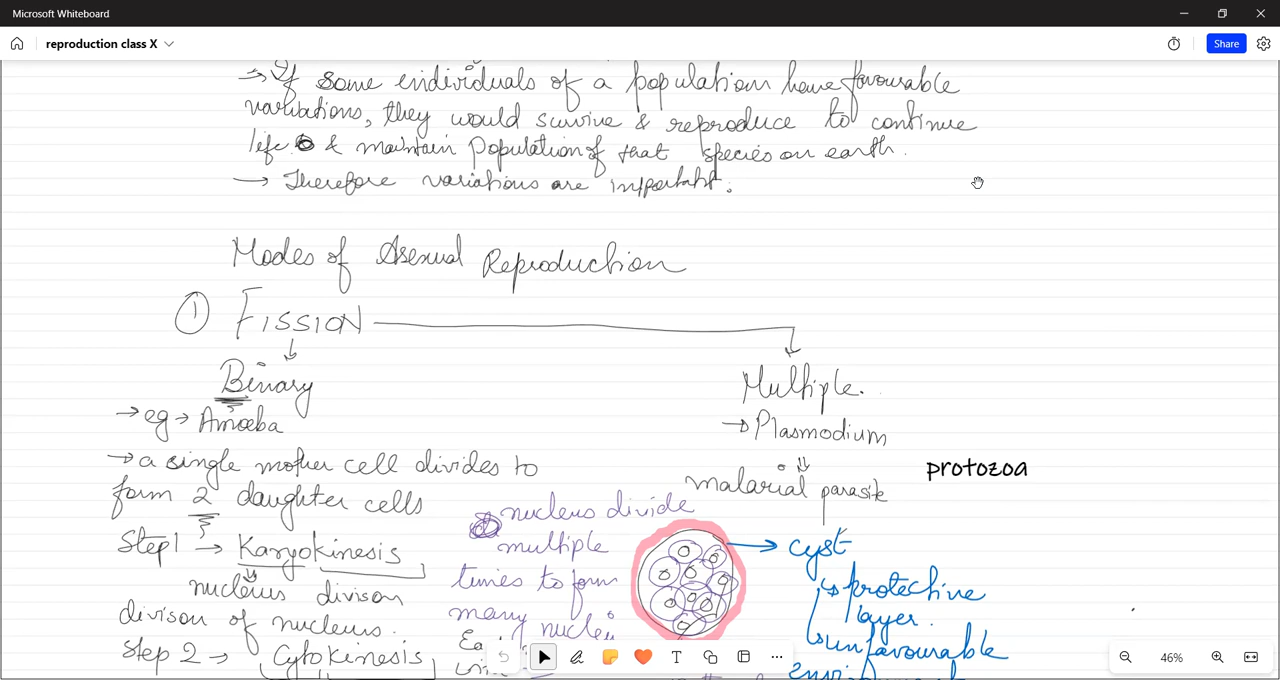 Microsoft Whiteboard
reproduction class X
Share
→ If some individuals of a population have favourable
variations, they would survive & reproduce to continue
life & maintain Population of that species on earth.
→ Therefore variations are important.
Modes of Asexual Reproduction
① FISSION
Binary
→ eg → Amoeba
→ a single mother cell divides to
form 2 daughter cells
Step 1 → Karyokinesis
nucleus divison
divison of nucleus.
Step 2 → Cytokinesis
Multiple.
→ Plasmodium
malarial parasite
protozoa
nucleus divide
multiple
times to form
many nuclei
cyst
protective
layer.
unfavourable
46%